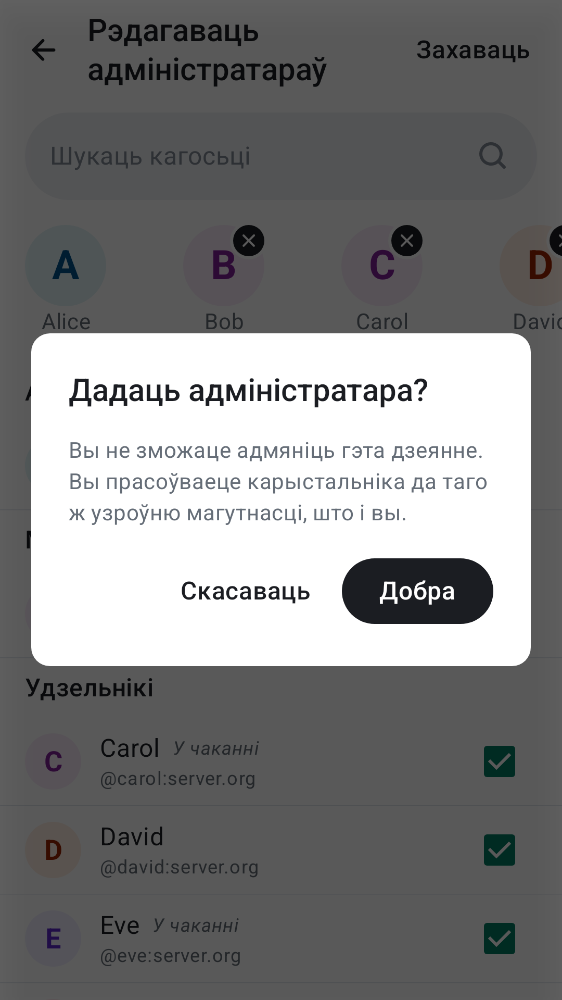 Рэдагаваць
адміністратараў
Захаваць
Шукаць кагосьці
A
B
C
D
Alice
Bob
Carol
Дадаць адміністратара?
Вы не зможаце адмяніць гэта дзеянне.
Вы прасоўваеце карыстальніка да таго
ж узроўню магутнасці, што і вы.
Скасаваць
Добра
Удзельнікі
C
Carol У чаканні
@carol:server.org
D
David
@david:server.org
E
Eve У чаканні
@eve:server.org